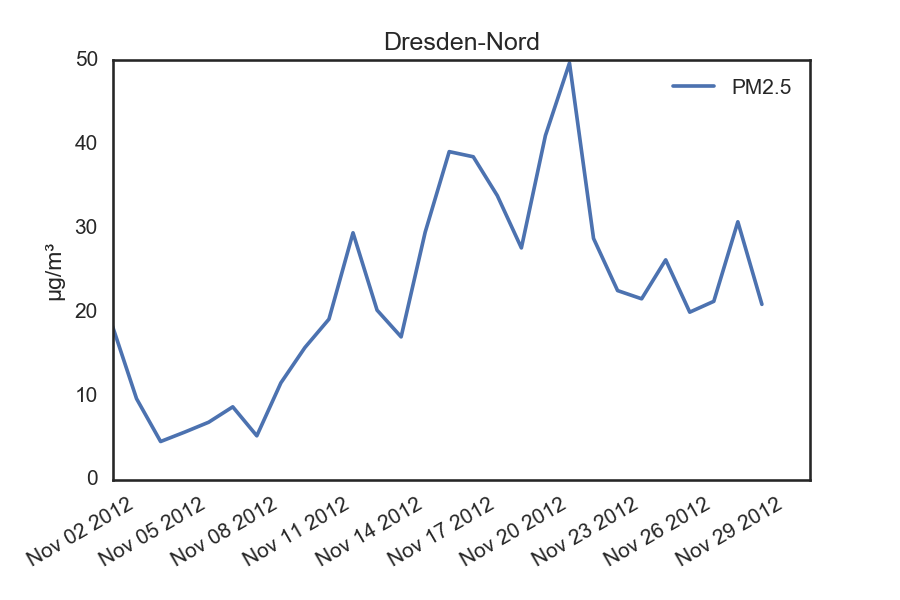 Dresden-Nord
50
40
30
20
10
0
µg/m³
PM2.5
Nov 02 2012
Nov 05 2012
Nov 08 2012
Nov 11 2012
Nov 14 2012
Nov 17 2012
Nov 20 2012
Nov 23 2012
Nov 26 2012
Nov 29 2012